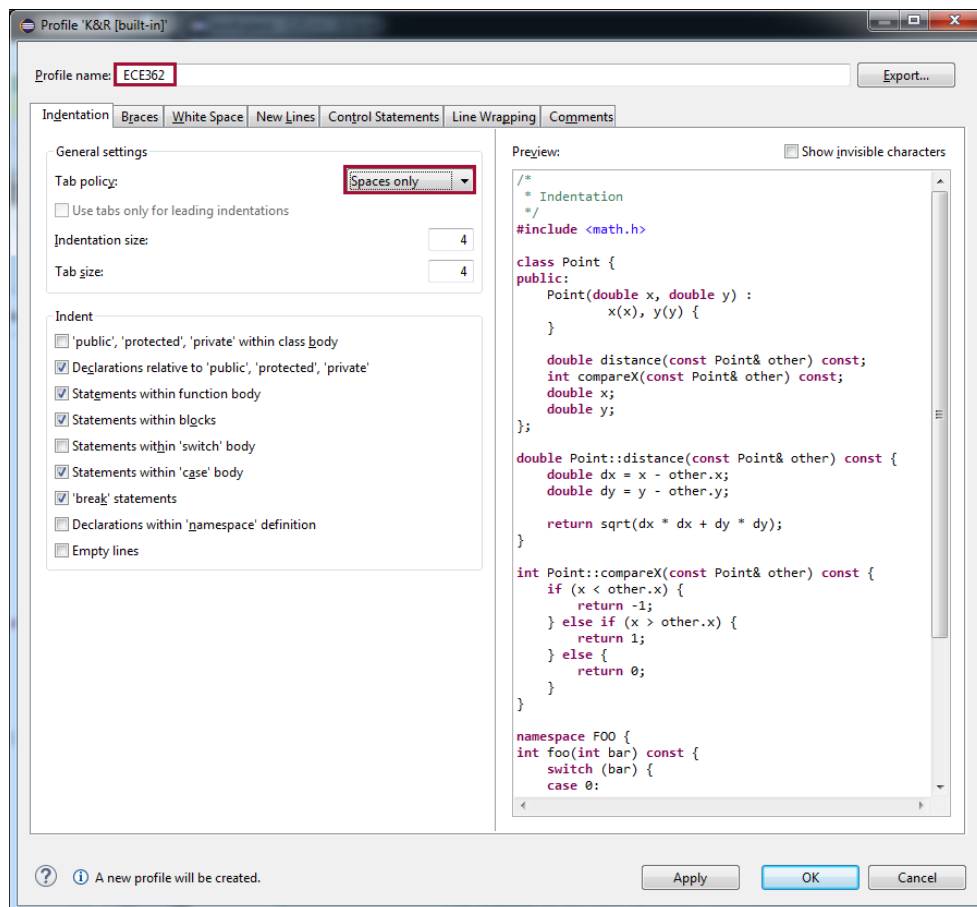 Profile 'K&R [built-in]'
Profile name: ECE362 Export...
Indentation Braces White Space New Lines Control Statements Line Wrapping Comments
General settings
Tab policy: Spaces only
Use tabs only for leading indentations
Indentation size: 4
Tab size: 4
Indent
'public', 'protected', 'private' within class body
Declarations relative to 'public', 'protected', 'private'
Statements within function body
Statements within blocks
Statements within 'switch' body
Statements within 'case' body
'break' statements
Declarations within 'namespace' definition
Empty lines
Preview: Show invisible characters
/*
 * Indentation
 */
#include <math.h>

class Point {
public:
    Point(double x, double y) :
            x(x), y(y) {
    }

    double distance(const Point& other) const;
    int compareX(const Point& other) const;
    double x;
    double y;
};

double Point::distance(const Point& other) const {
    double dx = x - other.x;
    double dy = y - other.y;

    return sqrt(dx * dx + dy * dy);
}

int Point::compareX(const Point& other) const {
    if (x < other.x) {
        return -1;
    } else if (x > other.x) {
        return 1;
    } else {
        return 0;
    }
}

namespace FOO {
int foo(int bar) const {
    switch (bar) {
    case 0:
A new profile will be created.
Apply OK Cancel